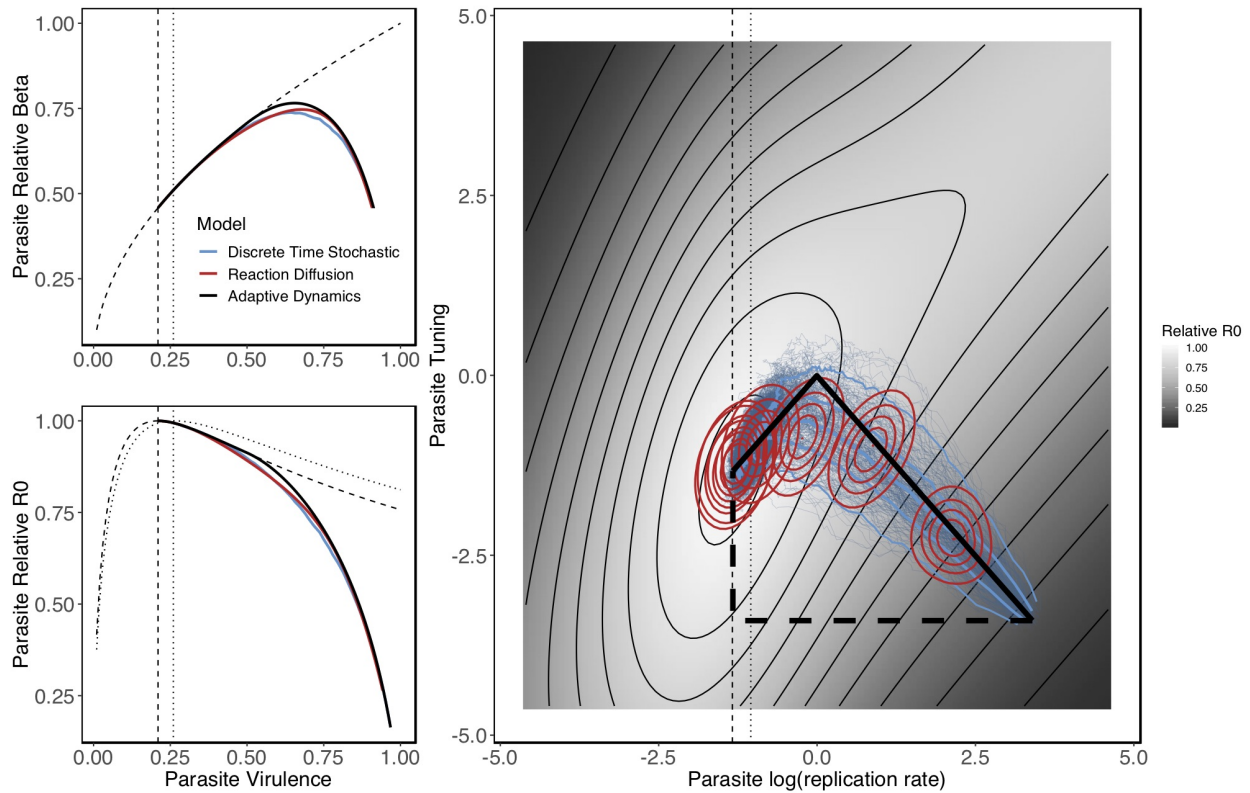 Parasite Relative Beta
1.00
0.75
0.50
0.25
0.00 0.25 0.50 0.75 1.00
Model
Discrete Time Stochastic
Reaction Diffusion
Adaptive Dynamics
Parasite Relative R0
1.00
0.75
0.50
0.25
0.00 0.25 0.50 0.75 1.00
Parasite Virulence
Parasite Tuning
5.0
2.5
0.0
-2.5
-5.0
-5.0 -2.5 0.0 2.5 5.0
Parasite log(replication rate)
Relative R0
1.00
0.75
0.50
0.25